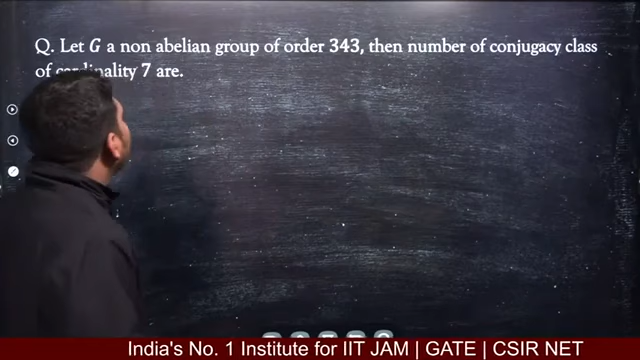 Q. Let G a non abelian group of order 343, then number of conjugacy class
of cardinality 7 are.
India's No. 1 Institute for IIT JAM | GATE | CSIR NET